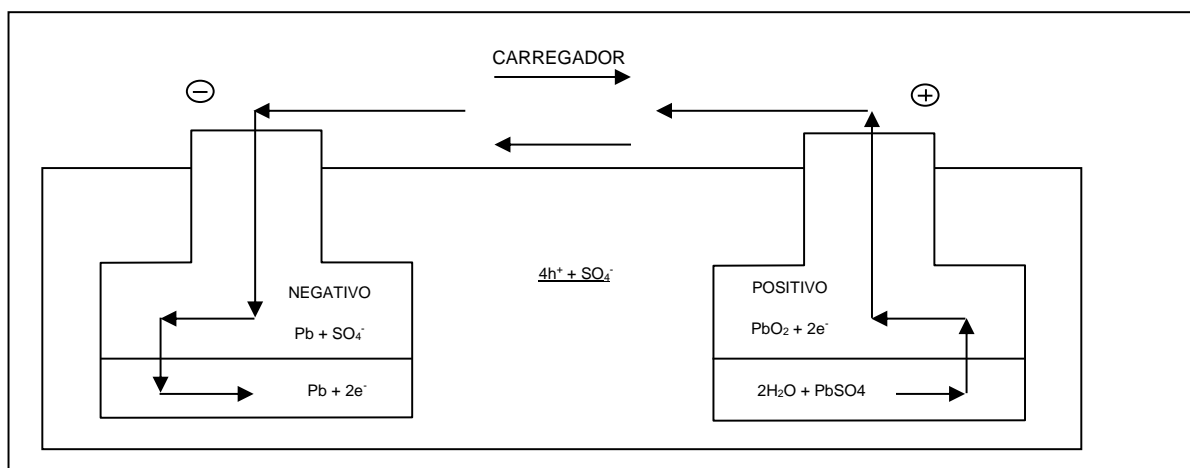 CARREGADOR
− +
4h⁺ + SO₄⁻
NEGATIVO
Pb + SO₄⁻
Pb + 2e⁻
POSITIVO
PbO₂ + 2e⁻
2H₂O + PbSO4